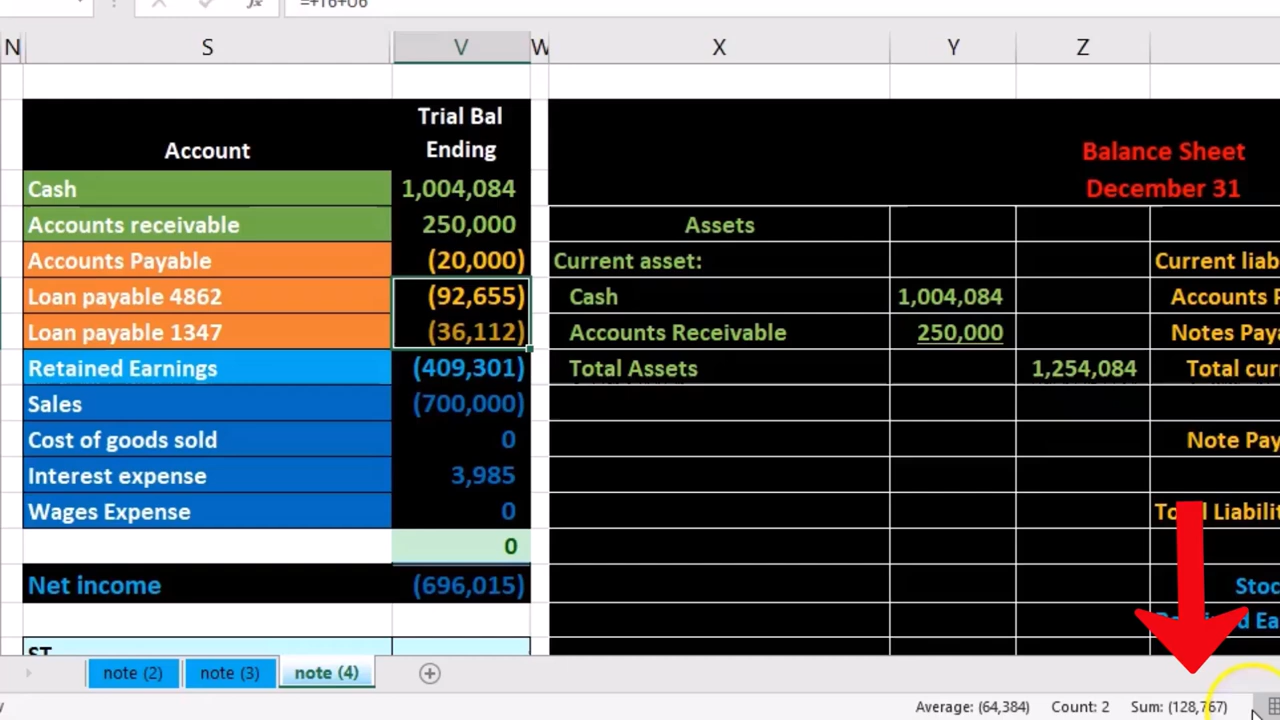 N S V W X Y Z
Trial Bal
Account Ending
Balance Sheet
December 31
Cash 1,004,084
Accounts receivable 250,000 Assets
Accounts Payable (20,000) Current asset: Current liab
Loan payable 4862 (92,655) Cash 1,004,084 Accounts P
Loan payable 1347 (36,112) Accounts Receivable 250,000 Notes Paya
Retained Earnings (409,301) Total Assets 1,254,084 Total curr
Sales (700,000)
Cost of goods sold 0 Note Pay
Interest expense 3,985
Wages Expense 0 Liabilit
0
Net income (696,015) Stoc
ST
note (2) note (3) note (4)
Average: (64,384) Count: 2 Sum: (128,767)